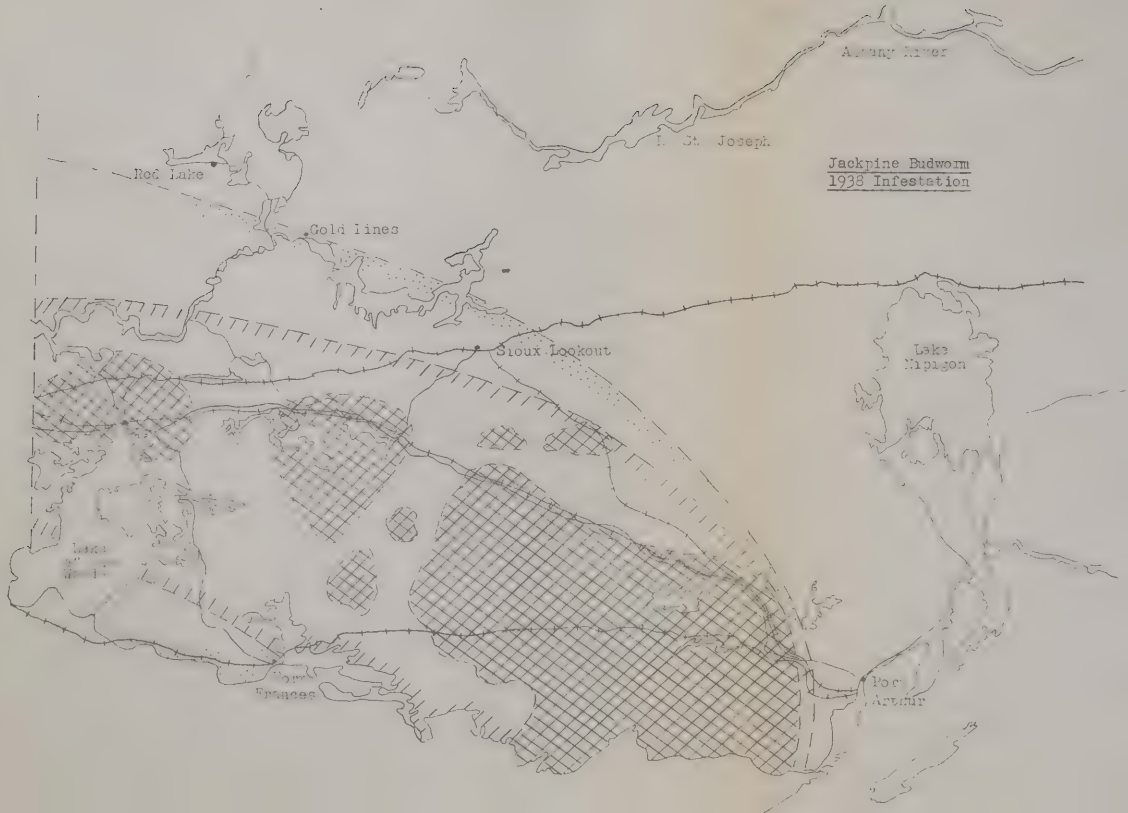 Albany River
L. St. Joseph
Jackpine Budworm
1938 Infestation
Red Lake
Gold Pines
Sioux Lookout
Lake
Nipigon
Lake
Fort
Frances
Port
Arthur